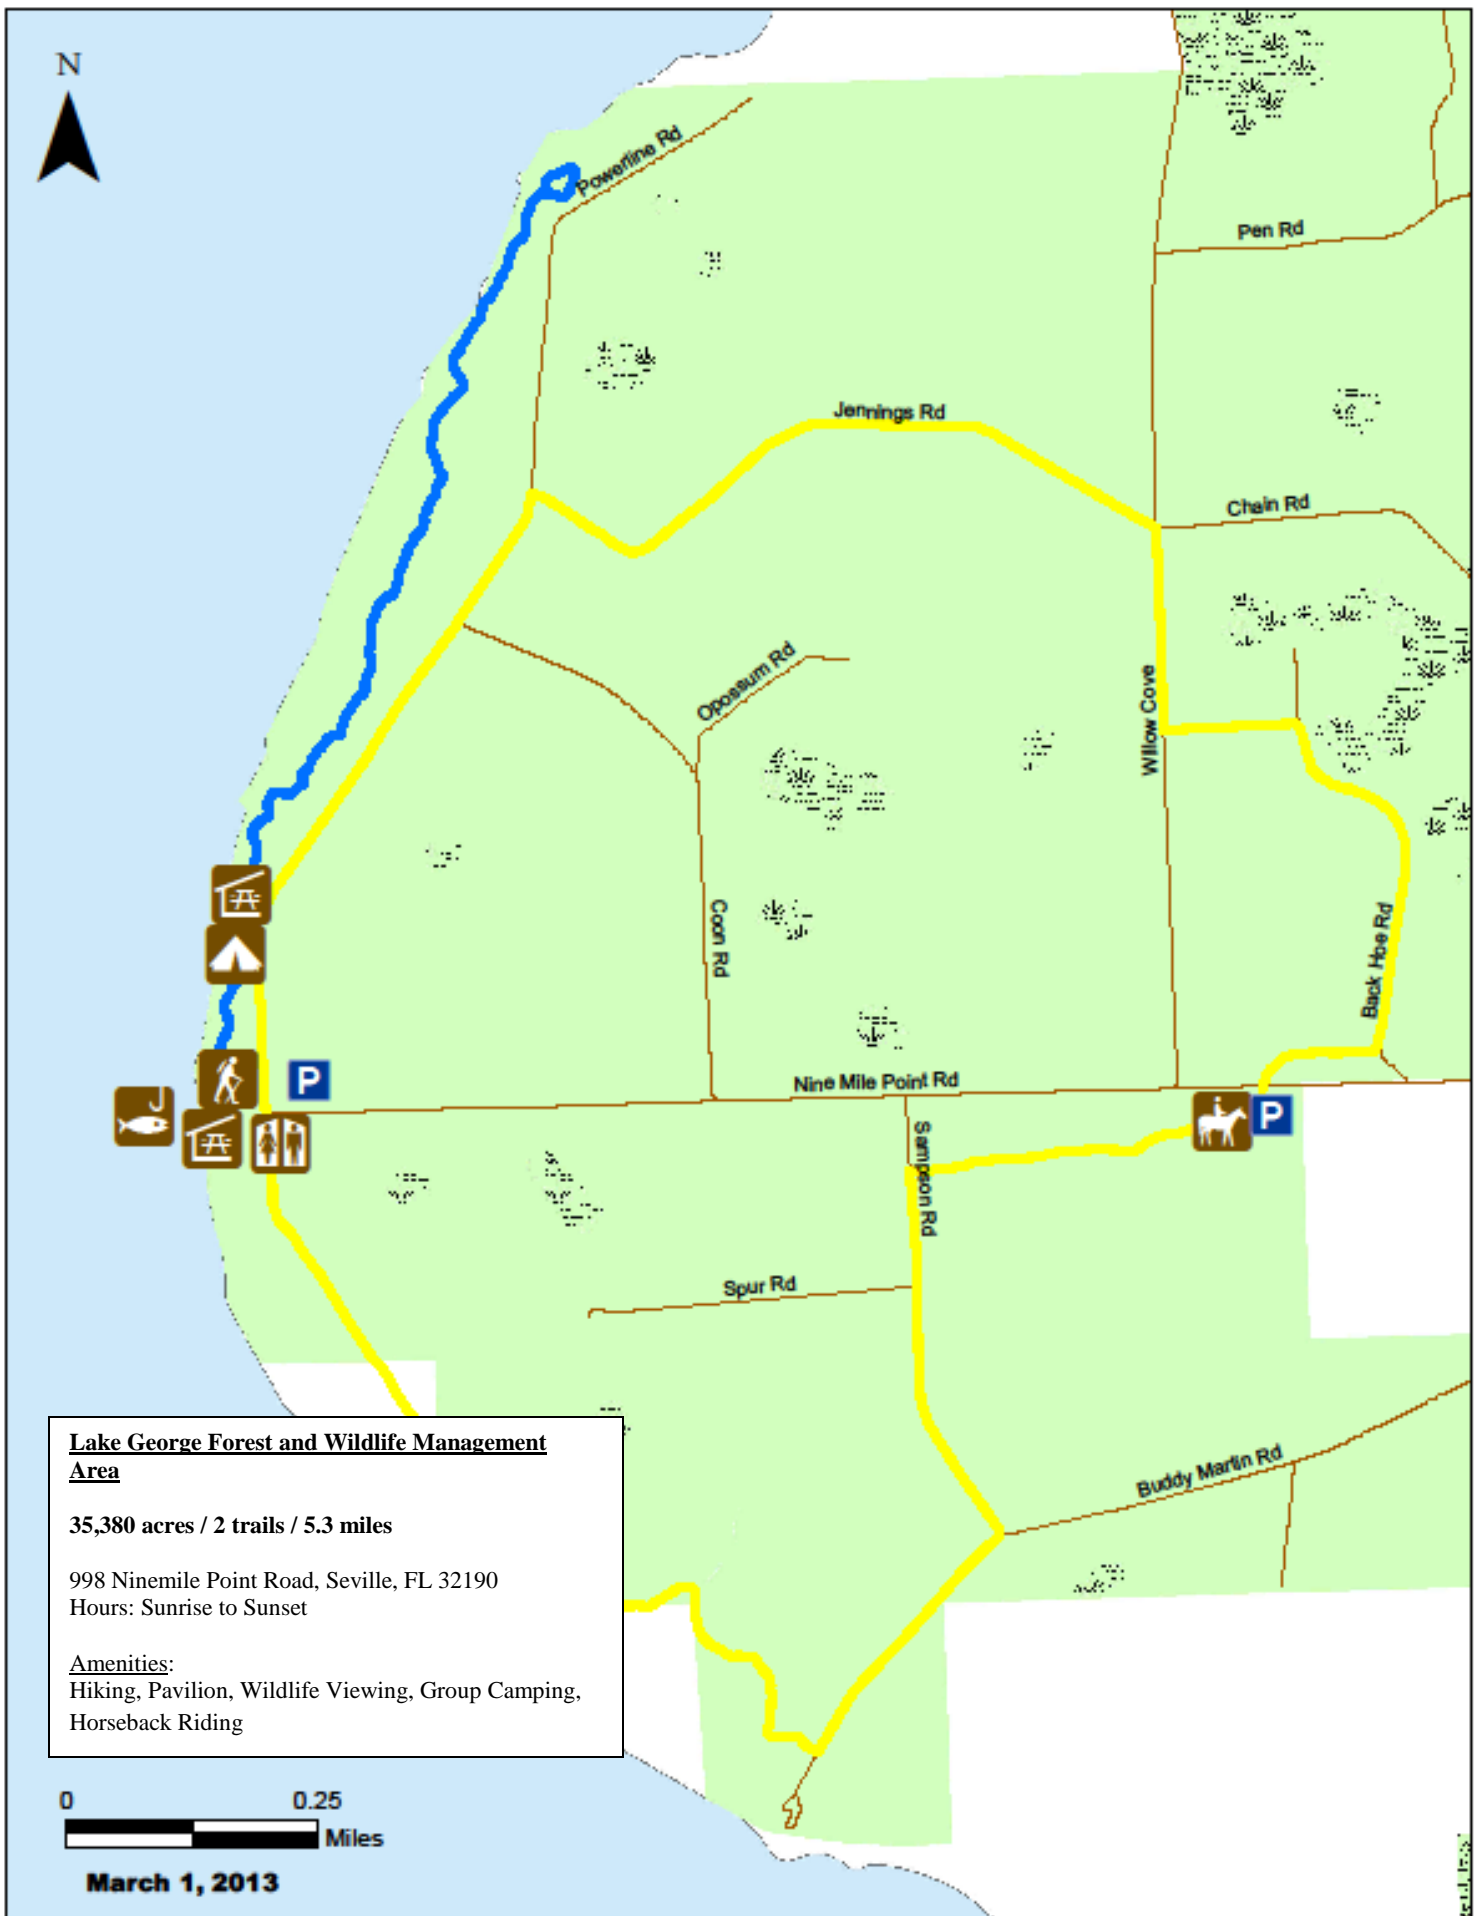 N
Powerline Rd
Pen Rd
Jennings Rd
Chain Rd
Opossum Rd
Willow Cove
Coon Rd
Back Hoe Rd
P
Nine Mile Point Rd
P
Sampson Rd
Spur Rd
Buddy Martin Rd
Lake George Forest and Wildlife Management
Area
35,380 acres / 2 trails / 5.3 miles
998 Ninemile Point Road, Seville, FL 32190
Hours: Sunrise to Sunset
Amenities:
Hiking, Pavilion, Wildlife Viewing, Group Camping,
Horseback Riding
0 0.25
Miles
March 1, 2013